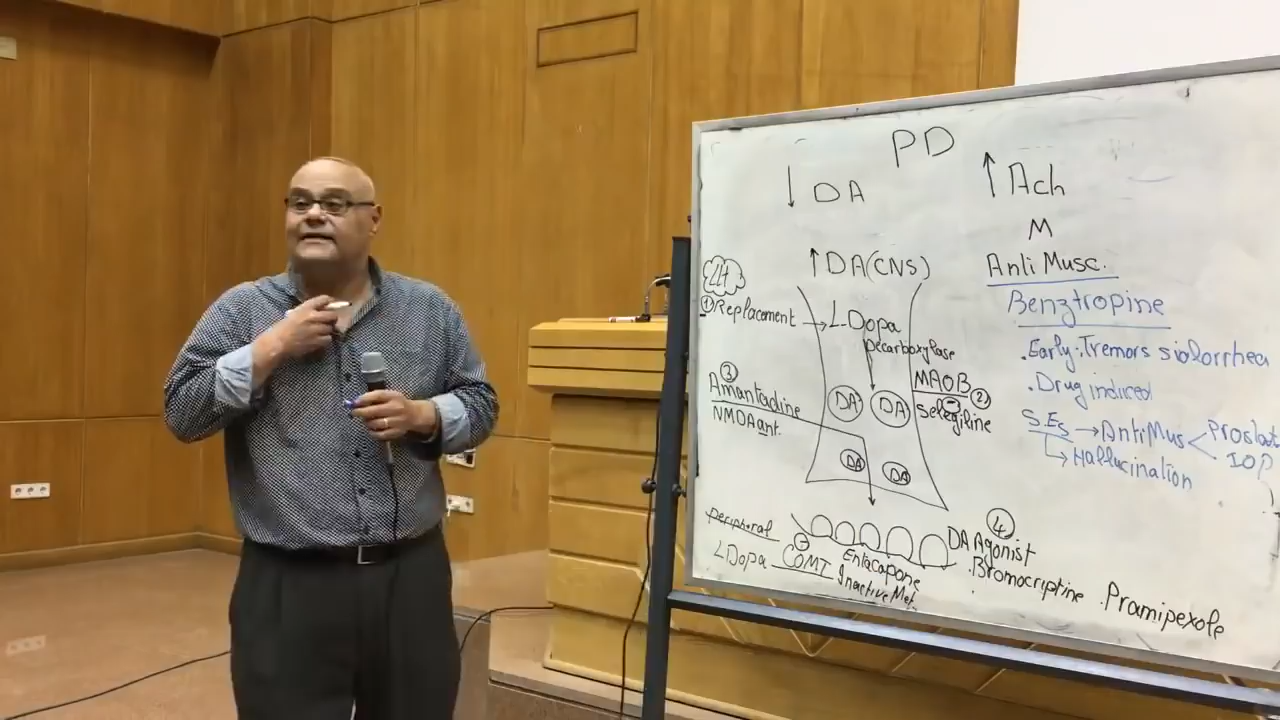 PD
↓ DA
↑ Ach
M
↑DA(CNS)
Anti Musc.
Benztropine
.Early:Tremors sialorrhea
.Drug induced
S.Es →AntiMus < Prostat
IOP
↳Hallucination
① Replacement → L-Dopa
Decarboxylase
MAOB ②
Selegiline
③
Amantadine
NMDA ant.
DA DA
DA DA
peripheral
L Dopa COMT
Entacapone
Inactive Met.
④
DA Agonist
.Bromocriptine .Pramipexole